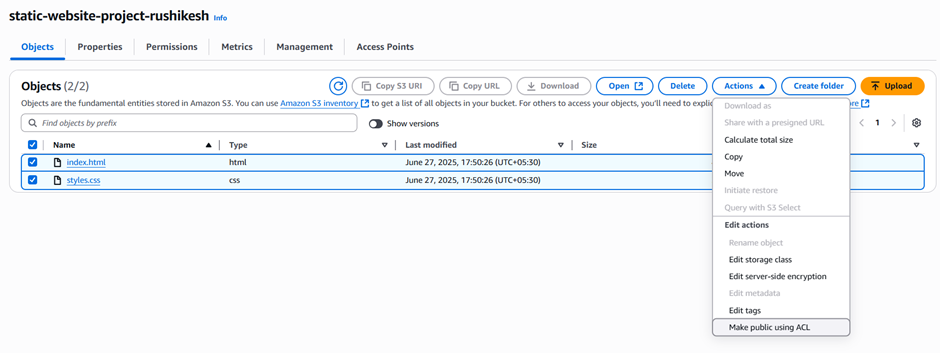 static-website-project-rushikesh Info
Objects Properties Permissions Metrics Management Access Points
Objects (2/2) Copy S3 URI Copy URL Download Open Delete Actions Create folder Upload
Objects are the fundamental entities stored in Amazon S3. You can use Amazon S3 inventory to get a list of all objects in your bucket. For others to access your objects, you'll need to explic
Find objects by prefix Show versions 1
Name Type Last modified Size
index.html html June 27, 2025, 17:50:26 (UTC+05:30)
styles.css css June 27, 2025, 17:50:26 (UTC+05:30)
Download as
Share with a presigned URL
Calculate total size
Copy
Move
Initiate restore
Query with S3 Select
Edit actions
Rename object
Edit storage class
Edit server-side encryption
Edit metadata
Edit tags
Make public using ACL